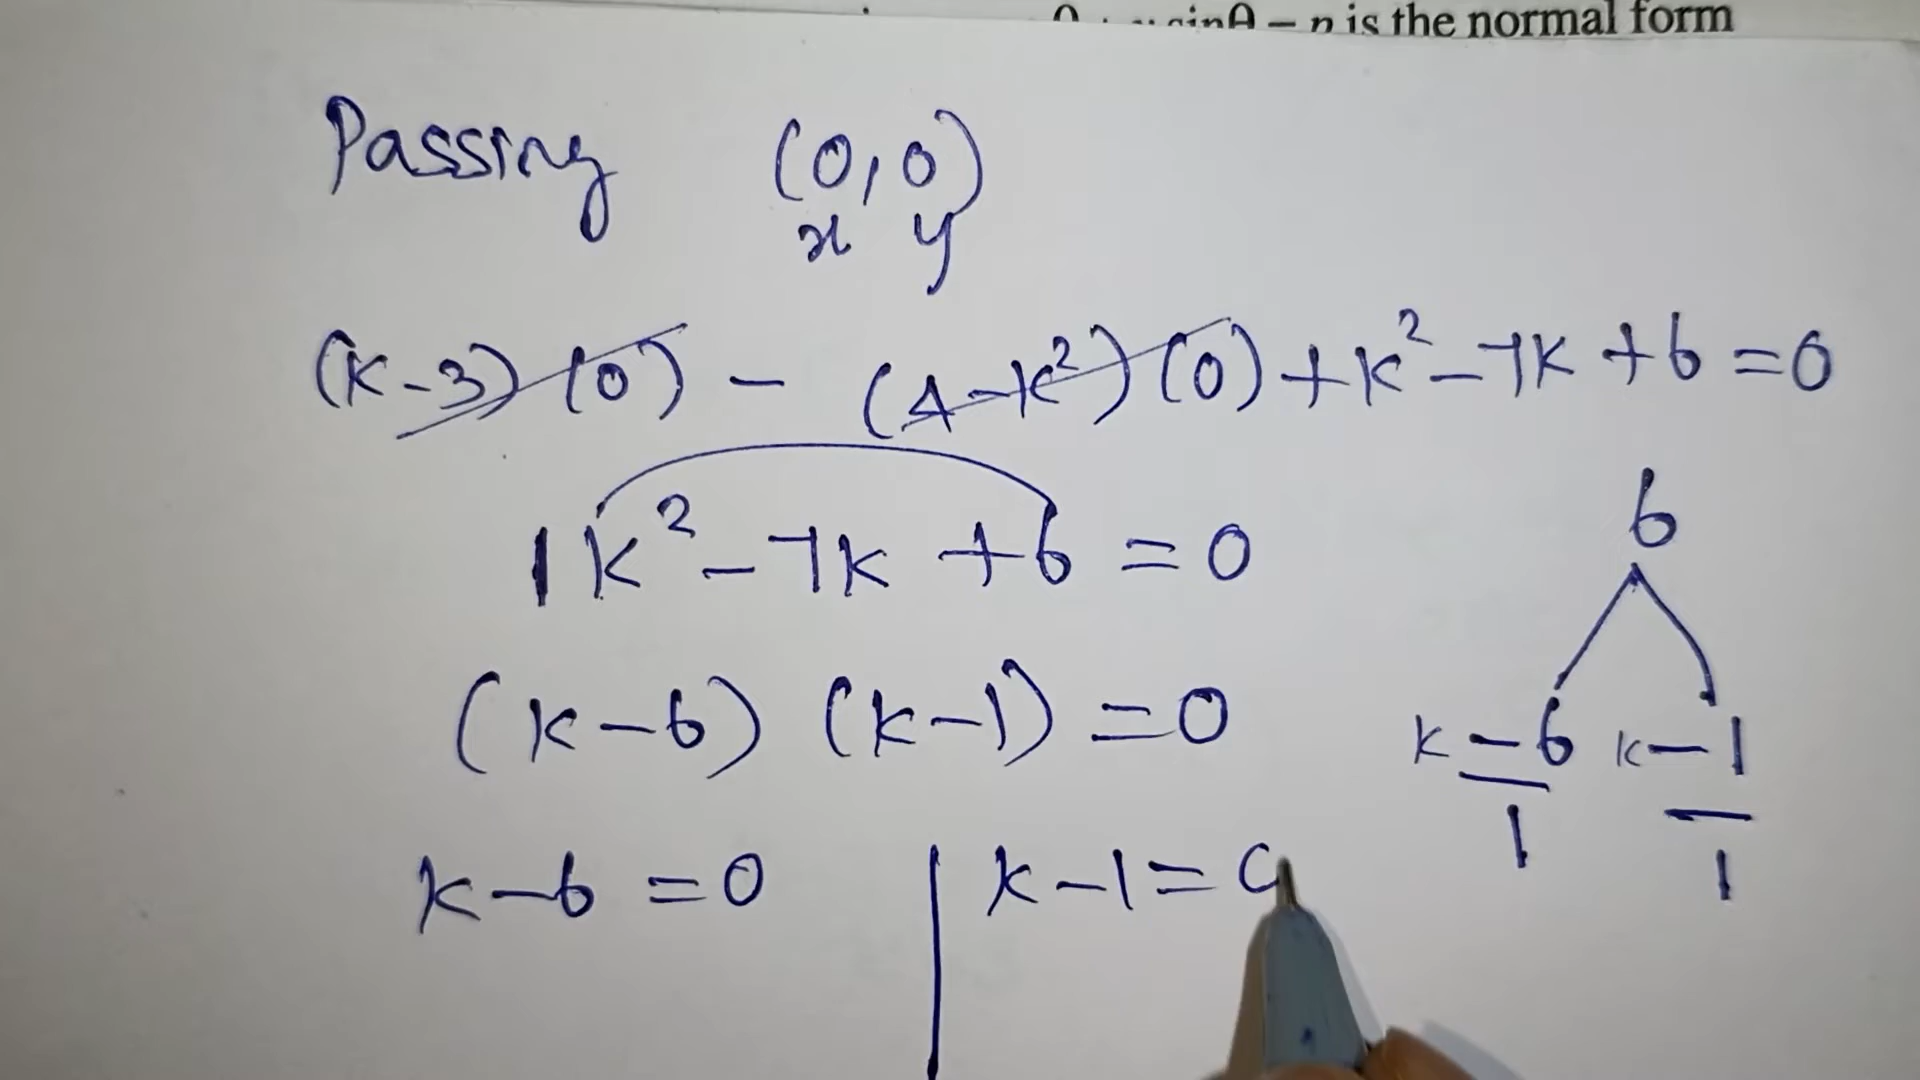 sinθ – p is the normal form
Passing (0,0)
x y
(k-3)(0) - (4-k²)(0)+k²-7k+6=0
1k²-7k+6=0
6
(k-6)(k-1)=0
k-6 k-1
1 1
k-6=0 | k-1=